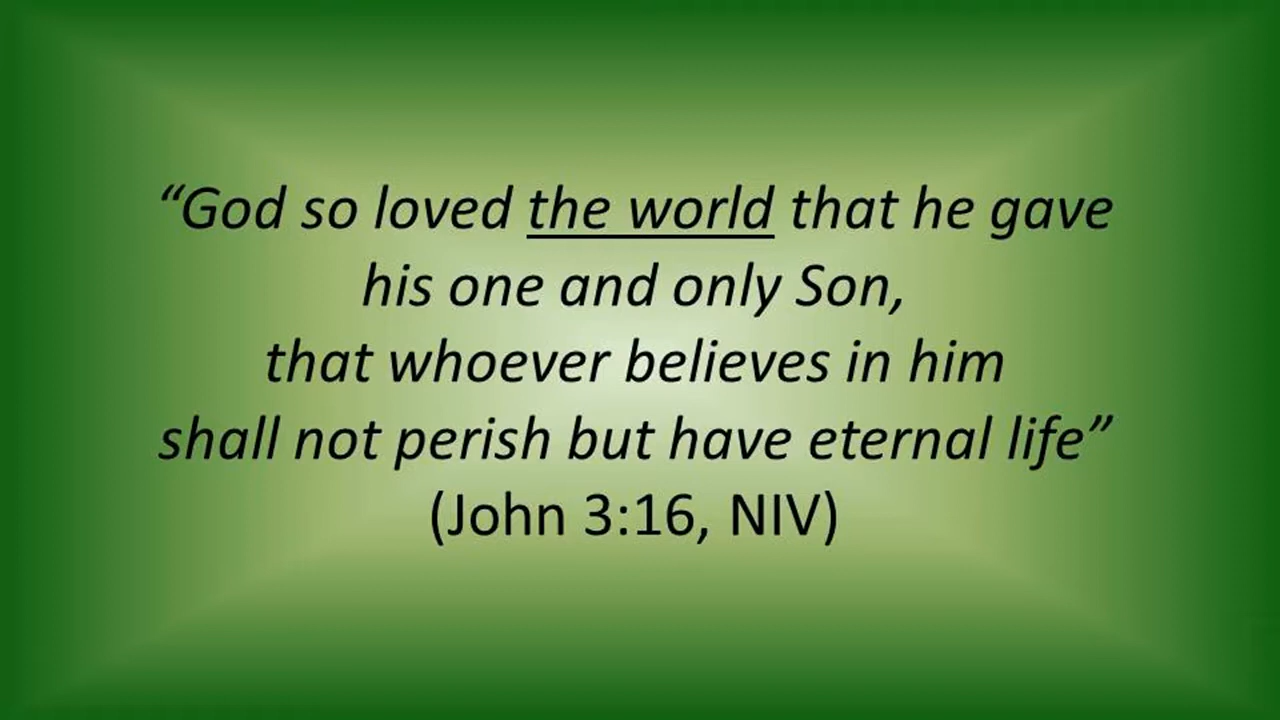 “God so loved the world that he gave
his one and only Son,
that whoever believes in him
shall not perish but have eternal life”
(John 3:16, NIV)